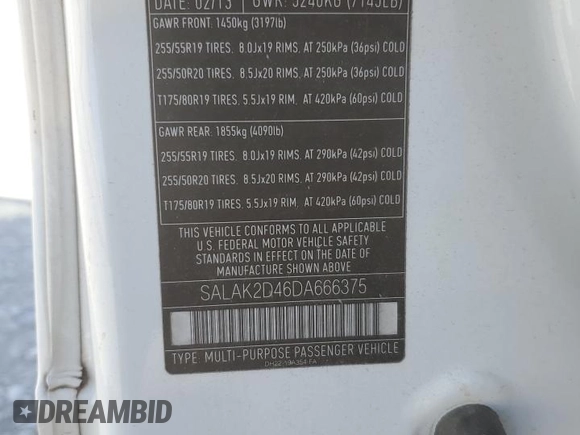 DATE: 02/13 GWR: 3240KG (7143LB)
GAWR FRONT: 1450kg (3197lb)
255/55R19 TIRES. 8.0Jx19 RIMS. AT 250kPa (36psi) COLD
255/50R20 TIRES. 8.5Jx20 RIMS. AT 250kPa (36psi) COLD
T175/80R19 TIRES. 5.5Jx19 RIM. AT 420kPa (60psi) COLD
GAWR REAR: 1855kg (4090lb)
255/55R19 TIRES. 8.0Jx19 RIMS. AT 290kPa (42psi) COLD
255/50R20 TIRES. 8.5Jx20 RIMS. AT 290kPa (42psi) COLD
T175/80R19 TIRES. 5.5Jx19 RIM. AT 420kPa (60psi) COLD
THIS VEHICLE CONFORMS TO ALL APPLICABLE
U.S. FEDERAL MOTOR VEHICLE SAFETY
STANDARDS IN EFFECT ON THE DATE OF
MANUFACTURE SHOWN ABOVE
SALAK2D46DA666375
TYPE: MULTI-PURPOSE PASSENGER VEHICLE
DREAMBID